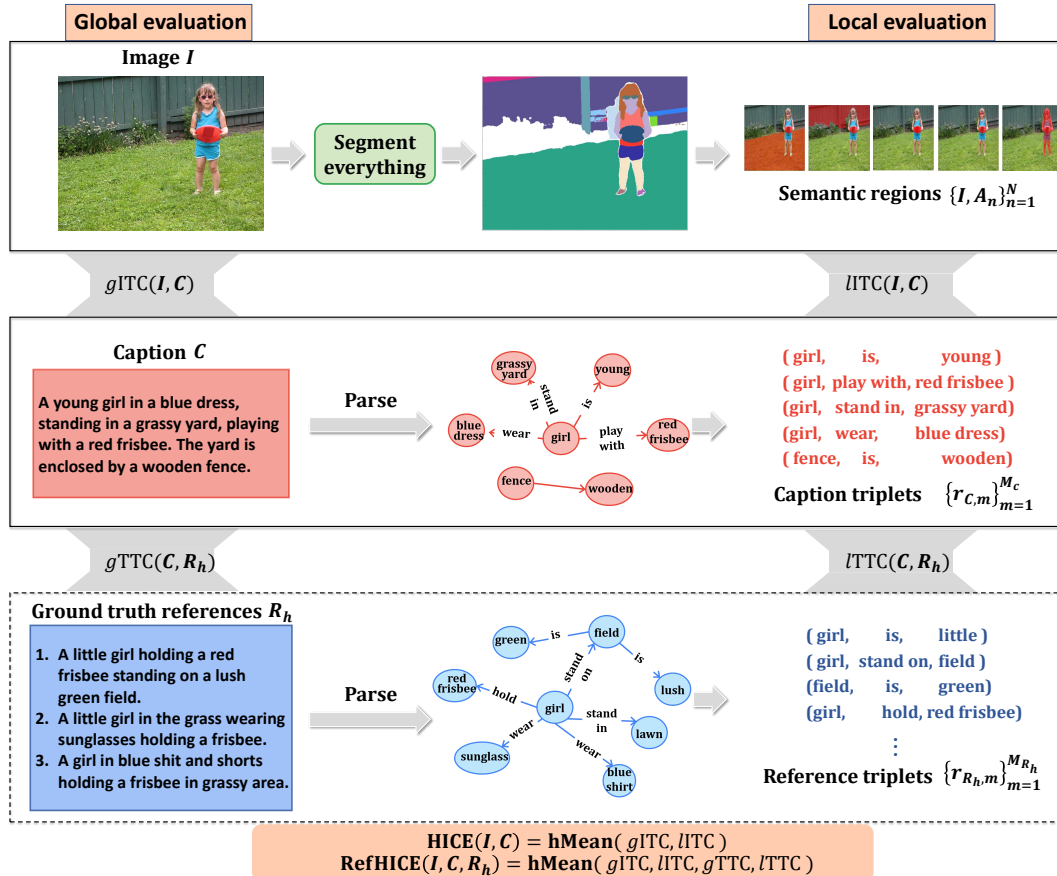 Global evaluation
Local evaluation
Image I
Segment
everything
Semantic regions {I, A_n}_{n=1}^N
gITC(I, C)
lITC(I, C)
Caption C
A young girl in a blue dress,
standing in a grassy yard, playing
with a red frisbee. The yard is
enclosed by a wooden fence.
Parse
grassy
yard
young
stand
in
is
blue
dress
wear
girl
play
with
red
frisbee
fence
wooden
( girl, is, young )
( girl, play with, red frisbee )
(girl, stand in, grassy yard)
(girl, wear, blue dress)
( fence, is, wooden)
Caption triplets {r_{C,m}}_{m=1}^{M_c}
gTTC(C, R_h)
lTTC(C, R_h)
Ground truth references R_h
1. A little girl holding a red
frisbee standing on a lush
green field.
2. A little girl in the grass wearing
sunglasses holding a frisbee.
3. A girl in blue shit and shorts
holding a frisbee in grassy area.
Parse
green
is
field
stand
on
is
red
frisbee
hold
girl
lush
stand
in
lawn
wear
sunglass
wear
blue
shirt
( girl, is, little )
( girl, stand on, field )
(field, is, green)
(girl, hold, red frisbee)
⋮
Reference triplets {r_{R_h,m}}_{m=1}^{M_{R_h}}
HICE(I, C) = hMean( gITC, lITC )
RefHICE(I, C, R_h) = hMean( gITC, lITC, gTTC, lTTC )